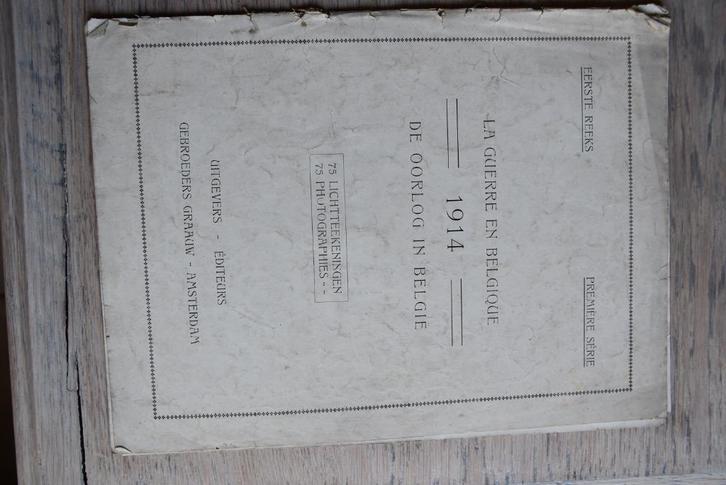 EERSTE REEKS
PREMIÈRE SÉRIE
LA GUERRE EN BELGIQUE
1914
DE OORLOG IN BELGIE
75 LICHTTEEKENINGEN
75 PHOTOGRAPHIES - -
UITGEVERS - ÉDITEURS
GEBROEDERS GRAAUW - AMSTERDAM